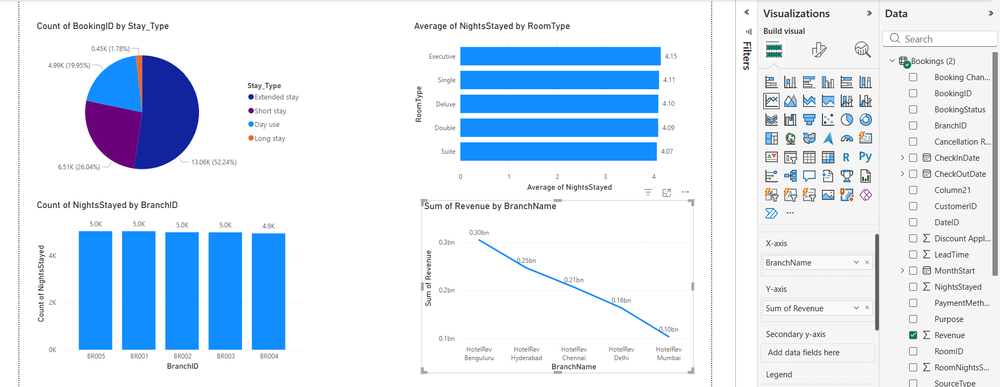 Count of BookingID by Stay_Type
0.45K (1.78%)
4.99K (19.95%)
6.51K (26.04%)
13.06K (52.24%)
Stay_Type
Extended stay
Short stay
Day use
Long stay
Average of NightsStayed by RoomType
RoomType
Executive 4.15
Single 4.11
Deluxe 4.10
Double 4.09
Suite 4.07
0 1 2 3 4
Average of NightsStayed
Count of NightsStayed by BranchID
Count of NightsStayed
5.0K 5.0K 5.0K 5.0K 4.9K
4K
2K
0K
BR005 BR001 BR002 BR003 BR004
BranchID
Sum of Revenue by BranchName
Sum of Revenue
0.3bn
0.2bn
0.1bn
0.30bn
0.25bn
0.21bn
0.16bn
0.10bn
HotelRev HotelRev HotelRev HotelRev HotelRev
Benguluru Hyderabad Chennai Delhi Mumbai
BranchName
Filters
Visualizations
Build visual
123
R Py
X-axis
BranchName
Y-axis
Sum of Revenue
Secondary y-axis
Add data fields here
Legend
Data
Search
Bookings (2)
Booking Chan...
BookingID
BookingStatus
BranchID
Cancellation R...
CheckInDate
CheckOutDate
Column21
CustomerID
DateID
Discount Appl...
LeadTime
MonthStart
NightsStayed
PaymentMeth...
Purpose
Revenue
RoomID
RoomNightsS...
SourceType